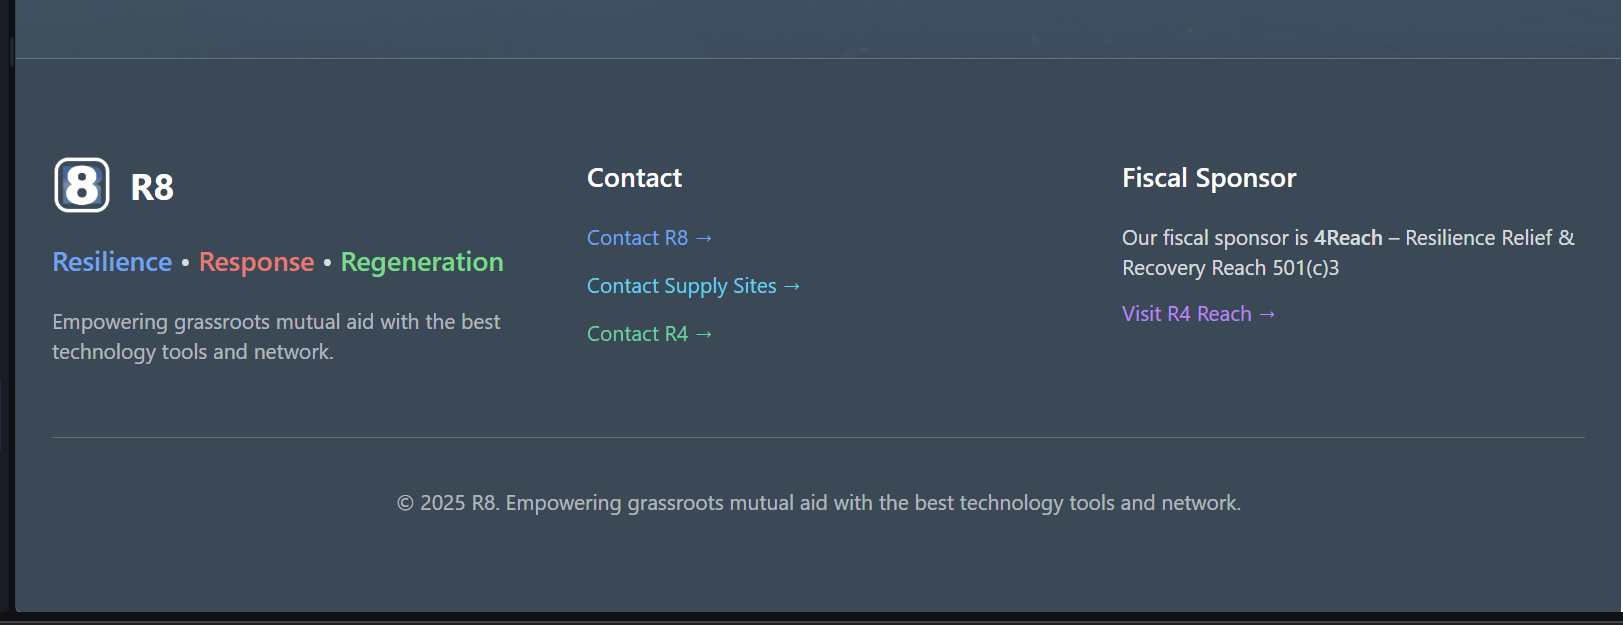 8 R8
Resilience • Response • Regeneration
Empowering grassroots mutual aid with the best
technology tools and network.
Contact
Contact R8 →
Contact Supply Sites →
Contact R4 →
Fiscal Sponsor
Our fiscal sponsor is 4Reach – Resilience Relief &
Recovery Reach 501(c)3
Visit R4 Reach →
© 2025 R8. Empowering grassroots mutual aid with the best technology tools and network.